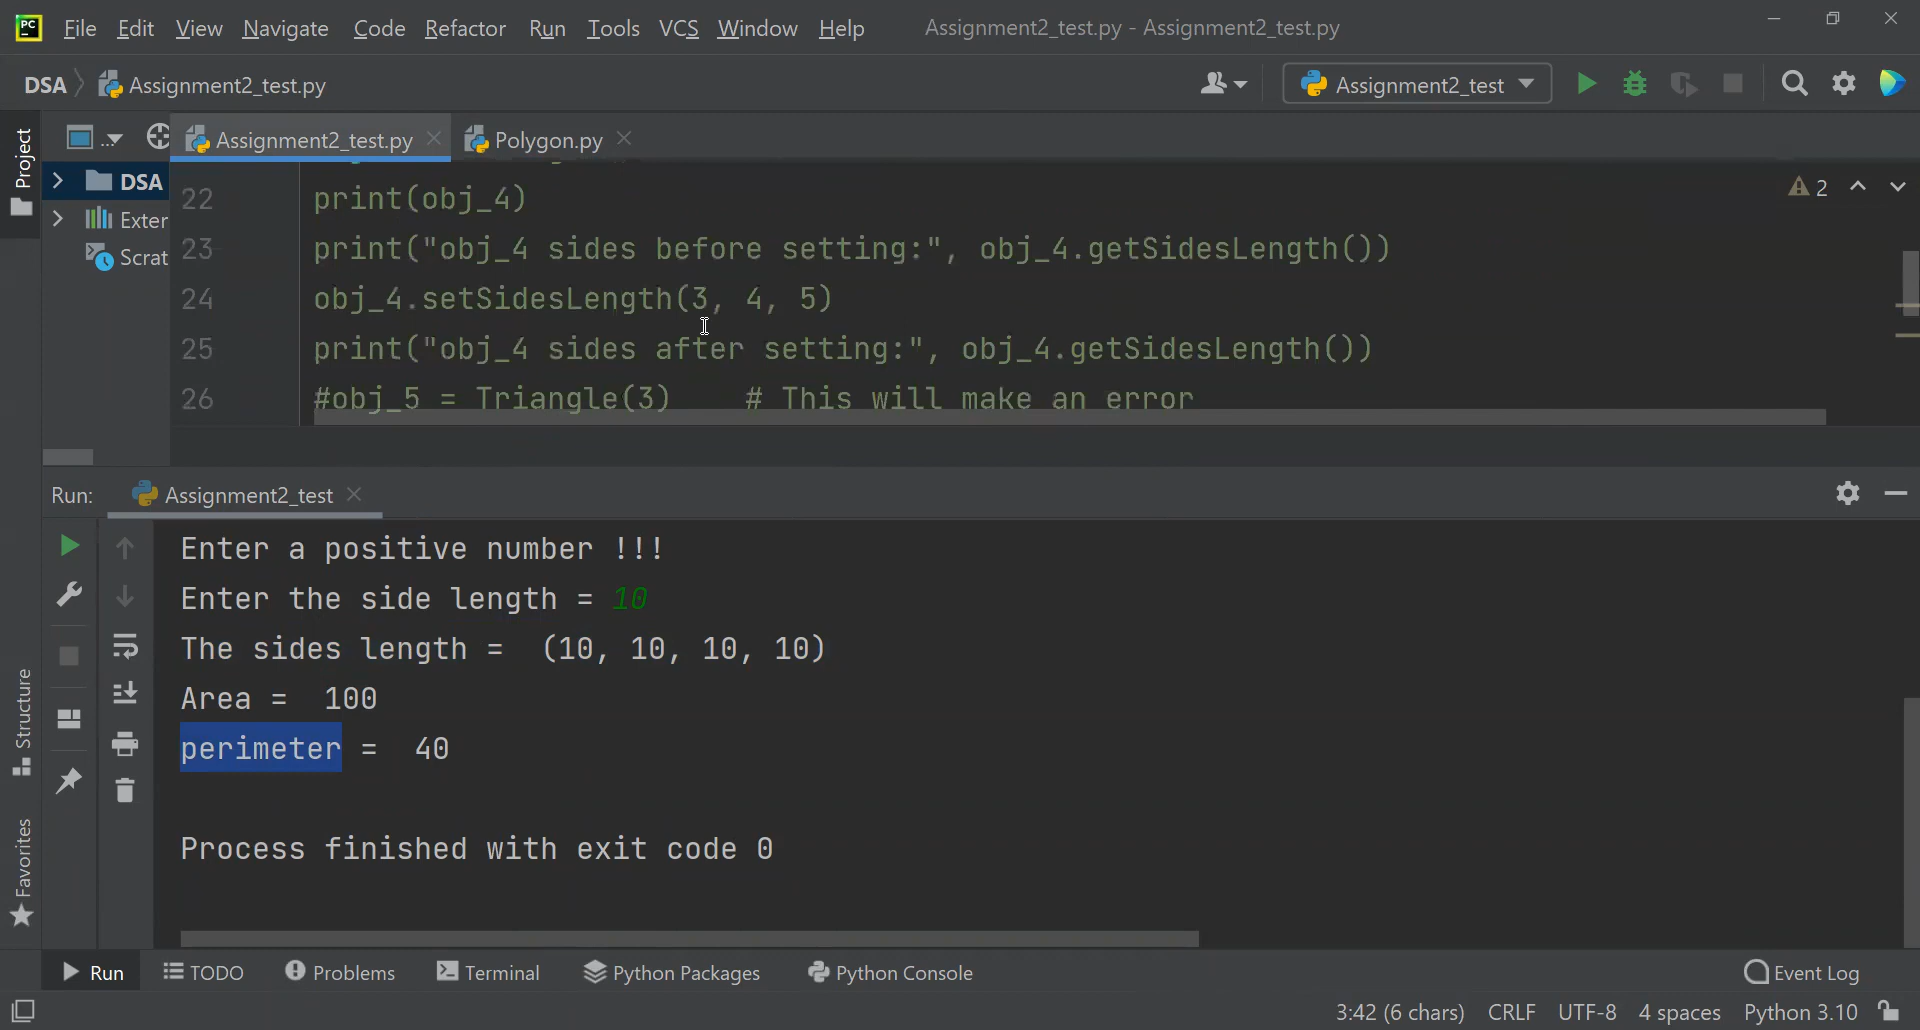 PC File Edit View Navigate Code Refactor Run Tools VCS Window Help Assignment2_test.py - Assignment2_test.py
DSA Assignment2_test.py Assignment2_test
Project
... Assignment2_test.py Polygon.py
DSA
Exter
Scrat
22 print(obj_4)
2
23 print("obj_4 sides before setting:", obj_4.getSidesLength())
24 obj_4.setSidesLength(3, 4, 5)
25 print("obj_4 sides after setting:", obj_4.getSidesLength())
26 #obj_5 = Triangle(3) # This will make an error
Run: Assignment2_test
Enter a positive number !!!
Enter the side length = 10
The sides length = (10, 10, 10, 10)
Area = 100
perimeter = 40
Process finished with exit code 0
Structure
Favorites
Run TODO Problems Terminal Python Packages Python Console Event Log
3:42 (6 chars) CRLF UTF-8 4 spaces Python 3.10